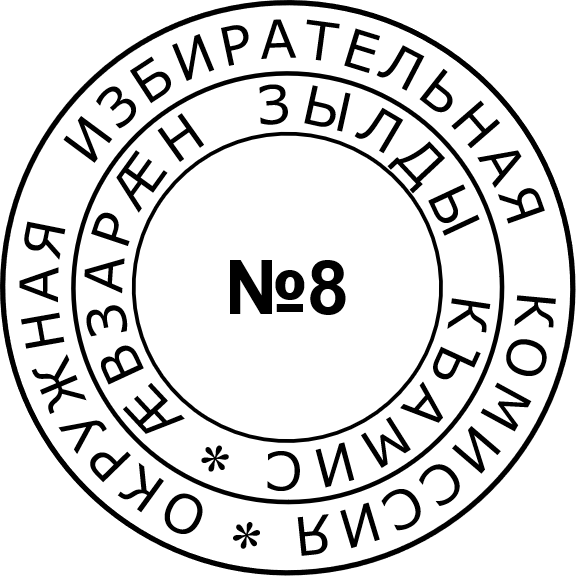 ОКРУЖНАЯ ИЗБИРАТЕЛЬНАЯ КОМИССИЯ *
ӔВЗАРӔН ЗЫЛДЫ КЪАМИС *
№8